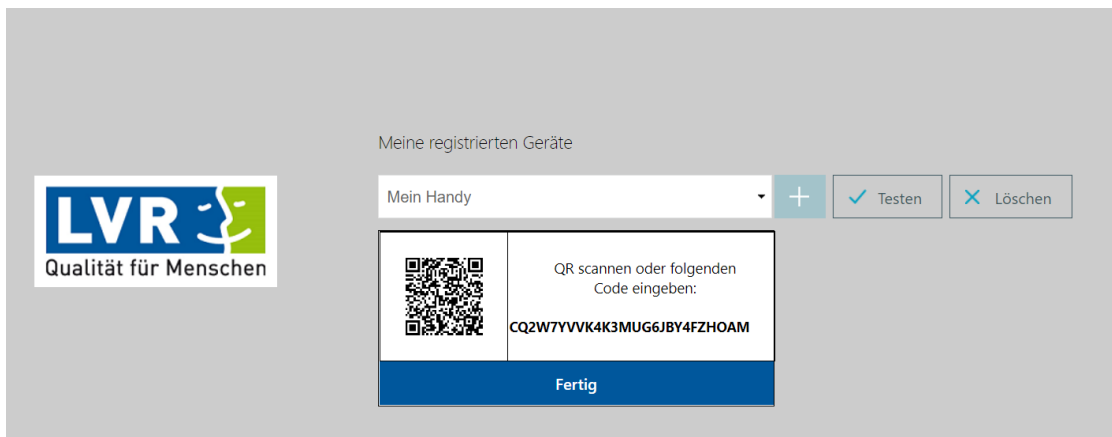 Meine registrierten Geräte
Mein Handy
Testen
Löschen
LVR
Qualität für Menschen
QR scannen oder folgenden
Code eingeben:
CQ2W7YVVK4K3MUG6JBY4FZHOAM
Fertig